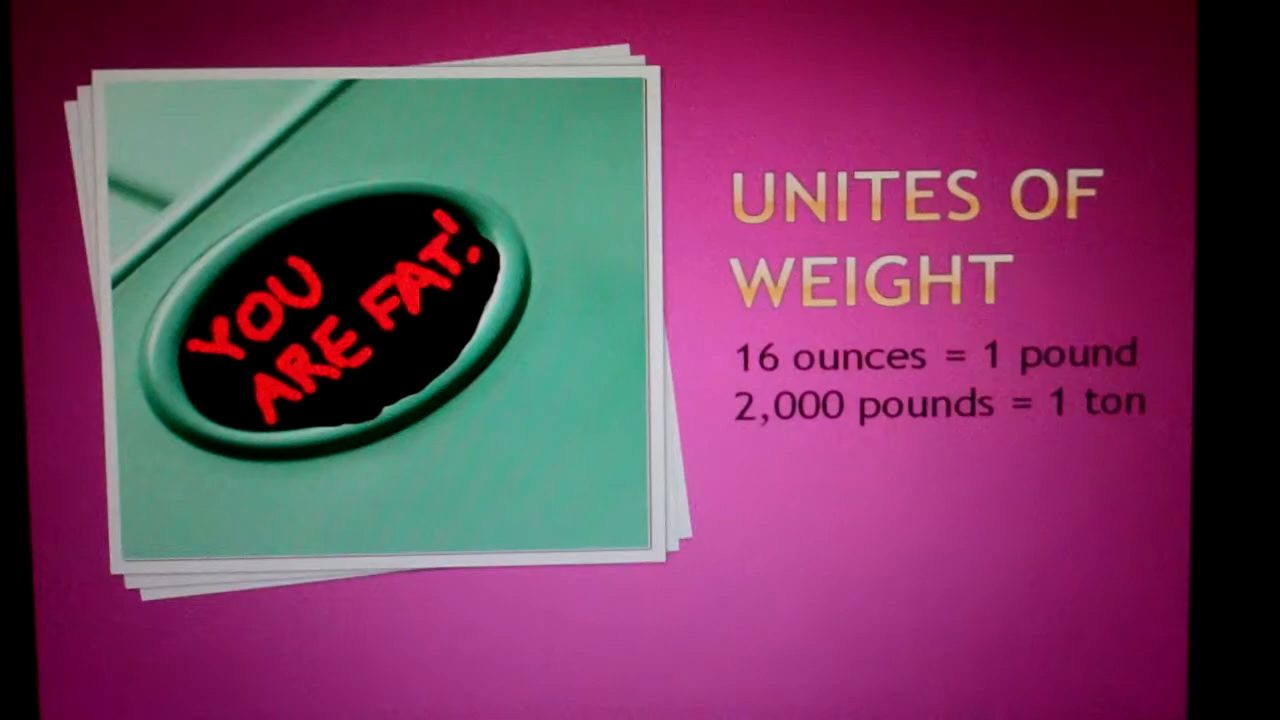 YOU
ARE FAT!
UNITES OF
WEIGHT
16 ounces = 1 pound
2,000 pounds = 1 ton